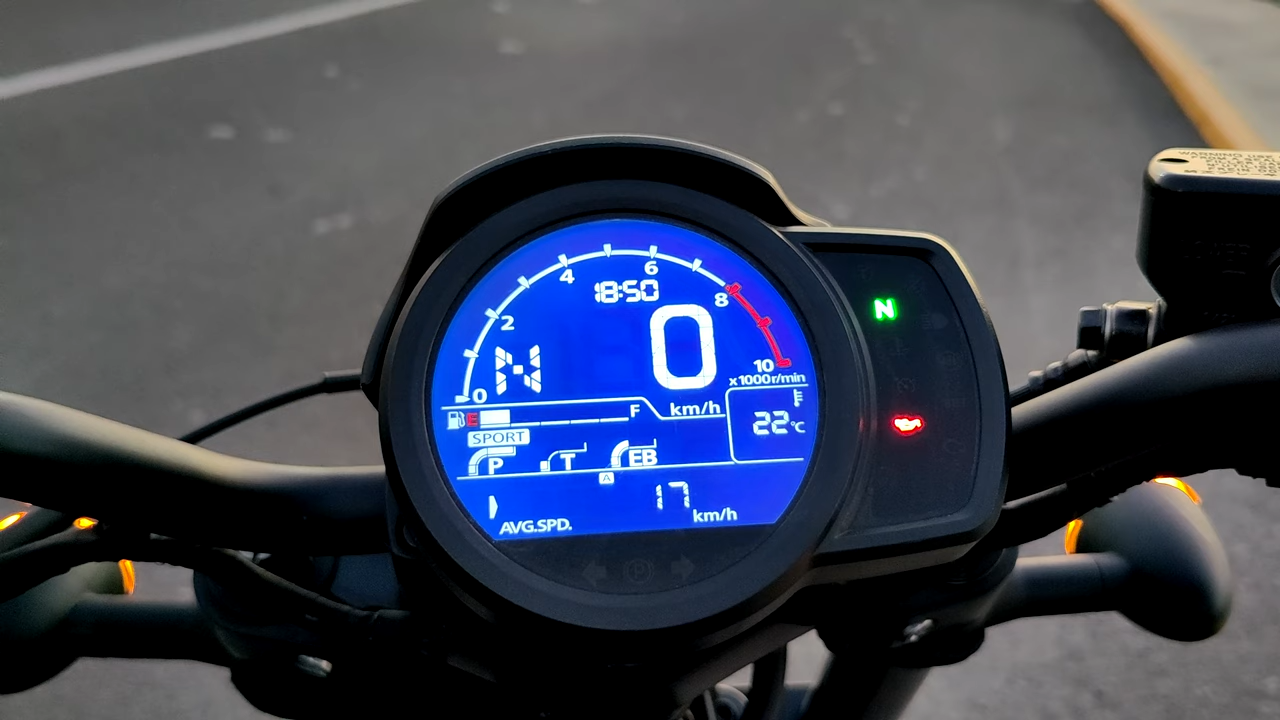 4 6
18:50
2 8
N 0 N
0 10
x1000r/min
E F km/h
22°C
SPORT
P T EB
A
17
AVG.SPD. km/h
WARNING